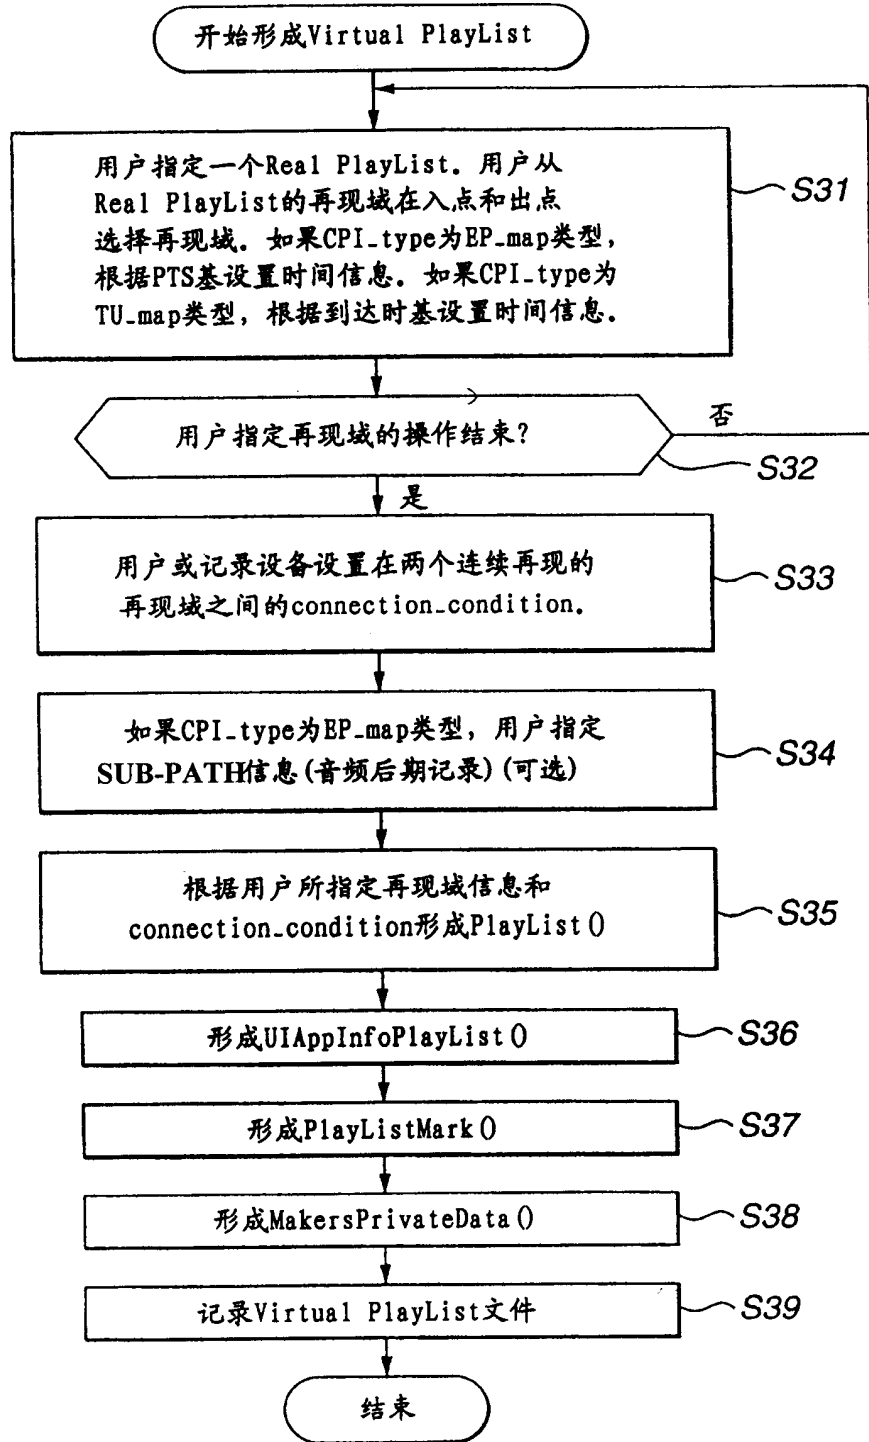 开始形成Virtual PlayList
用户指定一个Real PlayList。用户从
Real PlayList的再现域在入点和出点
选择再现域。如果CPI_type为EP_map类型，
根据PTS基设置时间信息。如果CPI_type为
TU_map类型，根据到达时基设置时间信息。
S31
用户指定再现域的操作结束?
否
S32
是
用户或记录设备设置在两个连续再现的
再现域之间的connection_condition.
S33
如果CPI_type为EP_map类型，用户指定
SUB-PATH信息(音频后期记录)(可选)
S34
根据用户所指定再现域信息和
connection_condition形成PlayList()
S35
形成UIAppInfoPlayList()
S36
形成PlayListMark()
S37
形成MakersPrivateData()
S38
记录Virtual PlayList文件
S39
结束